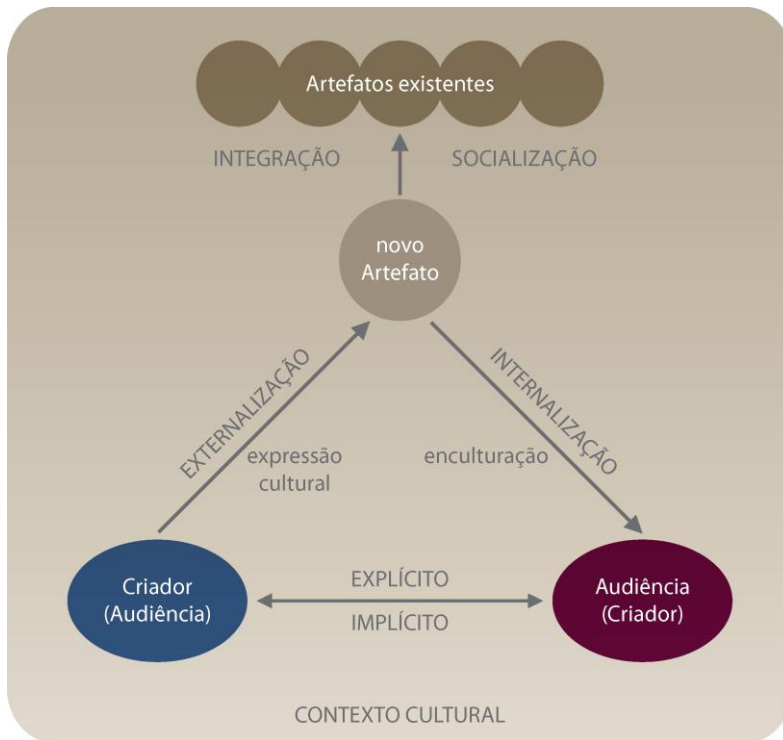 Artefatos existentes
INTEGRAÇÃO
SOCIALIZAÇÃO
novo
Artefato
EXTERNALIZAÇÃO
INTERNALIZAÇÃO
expressão
cultural
enculturação
Criador
(Audiência)
EXPLÍCITO
IMPLÍCITO
Audiência
(Criador)
CONTEXTO CULTURAL